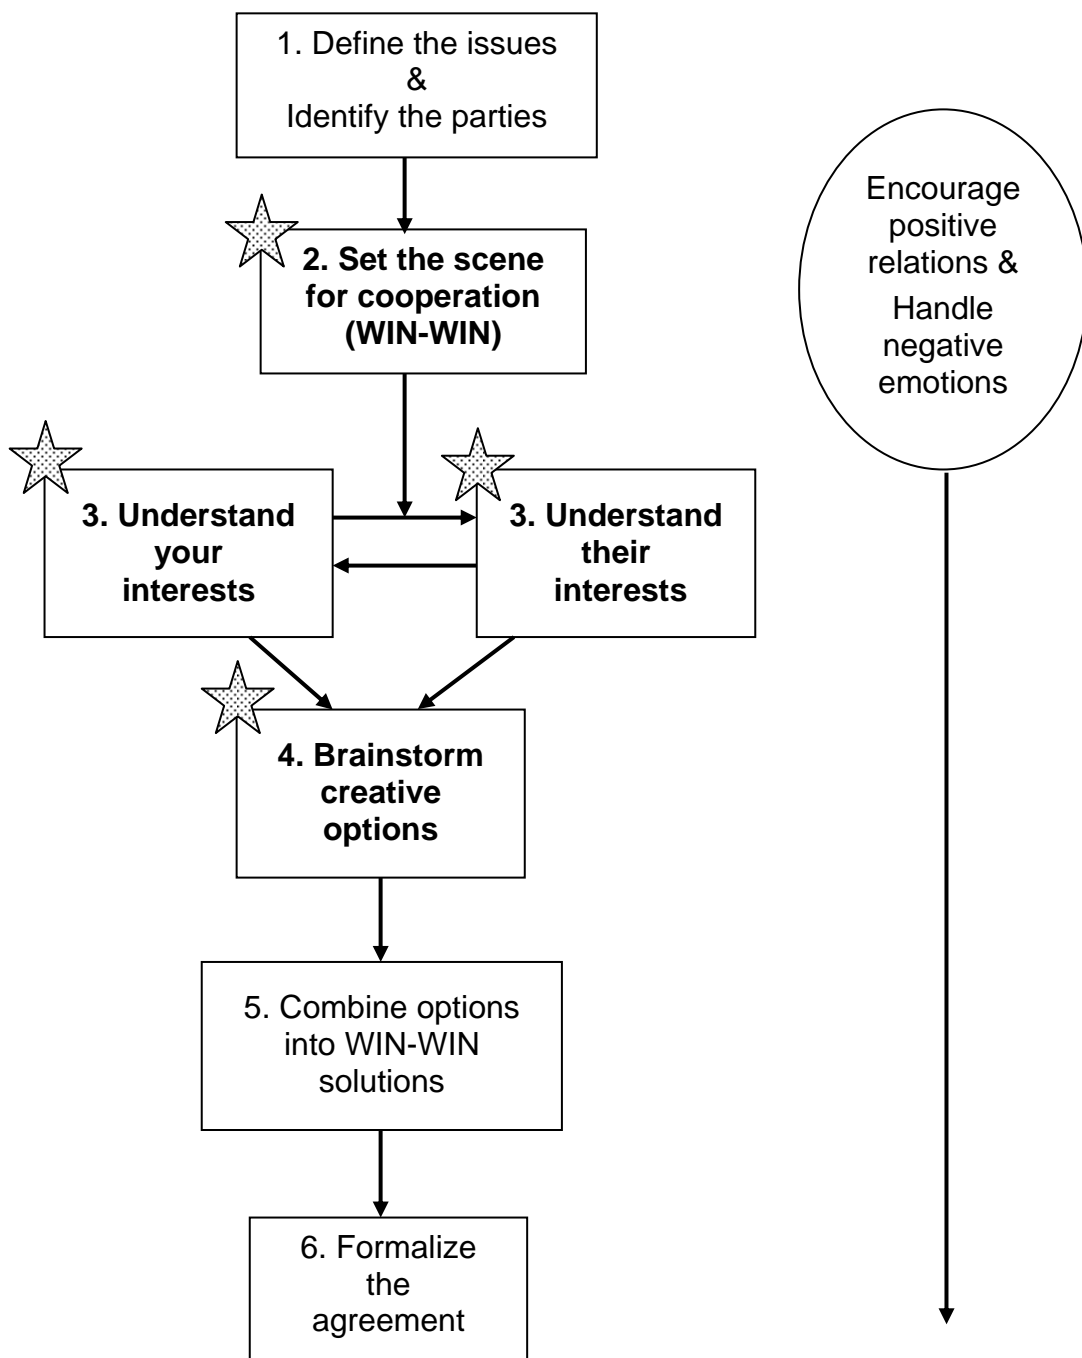 1. Define the issues
&
Identify the parties
2. Set the scene
for cooperation
(WIN-WIN)
3. Understand
your
interests
3. Understand
their
interests
4. Brainstorm
creative
options
5. Combine options
into WIN-WIN
solutions
6. Formalize
the
agreement
Encourage
positive
relations &
Handle
negative
emotions